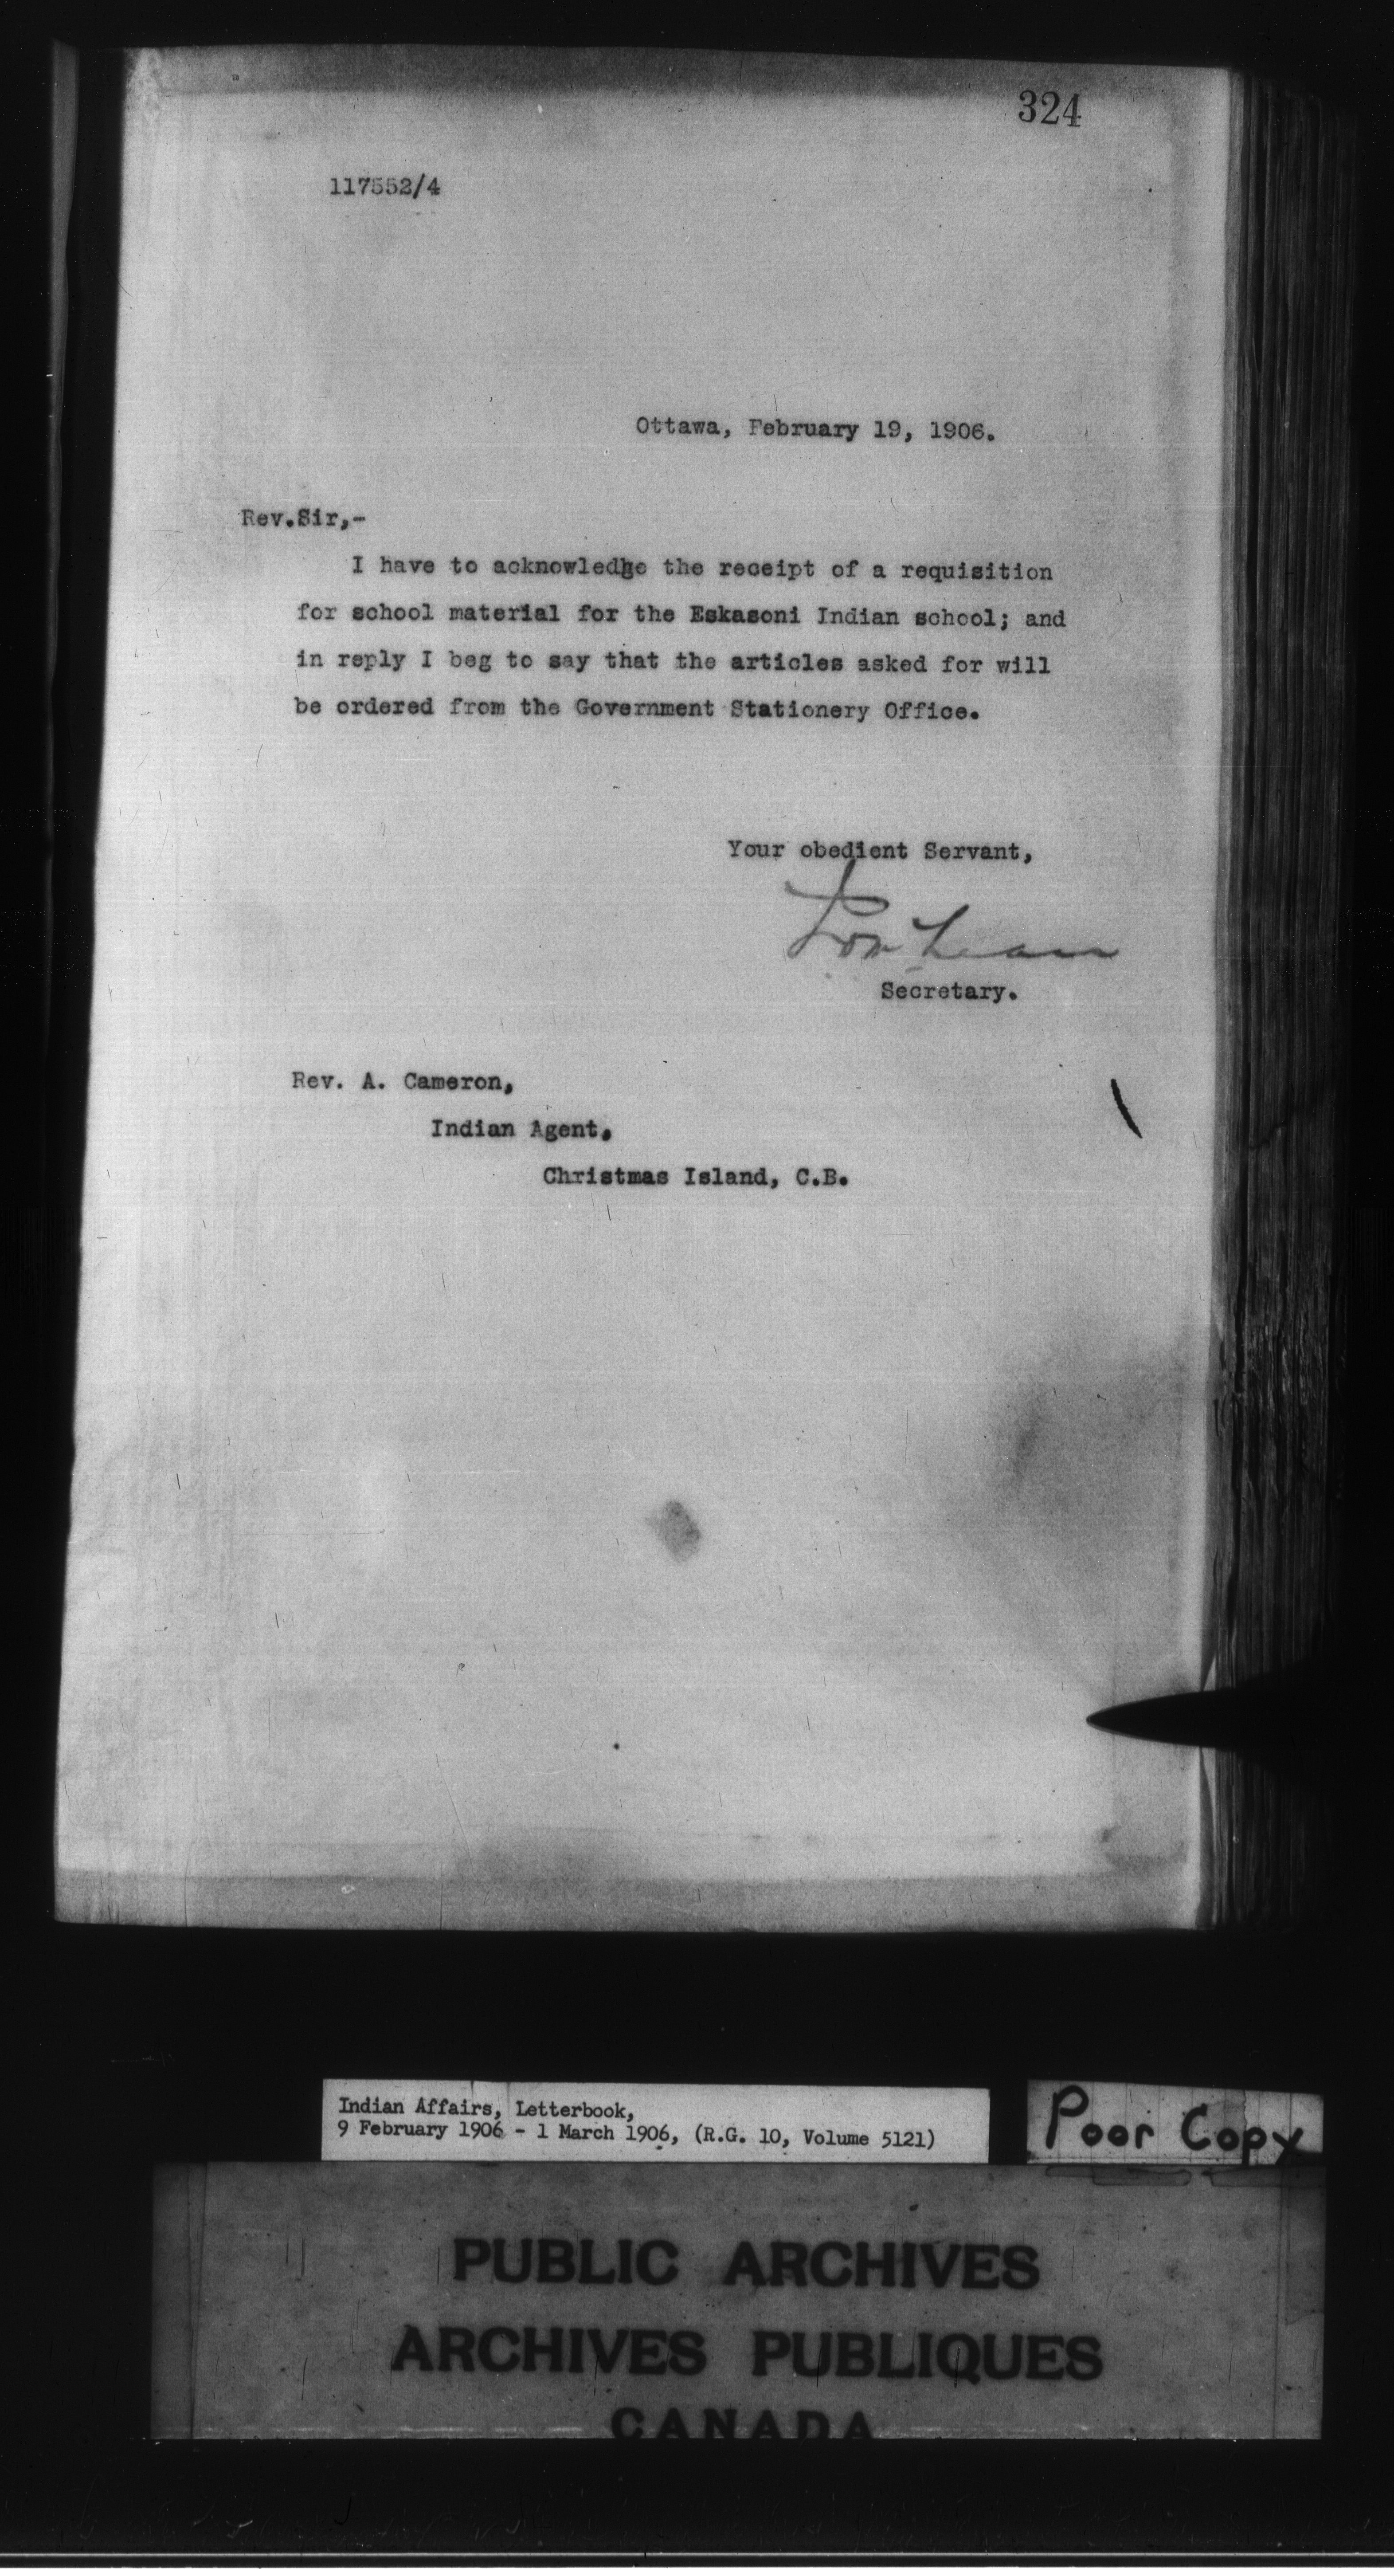 324
117552/4
Ottawa, February 19, 1906.
Rev.Sir,-
I have to acknowledge the receipt of a requisition
for school material for the Eskasoni Indian school; and
in reply I beg to say that the articles asked for will
be ordered from the Government Stationery Office.
Your obedient Servant,
Secretary.
Rev. A. Cameron,
Indian Agent,
Christmas Island, C.B.
Indian Affairs, Letterbook,
9 February 1906 - 1 March 1906, (R.G. 10, Volume 5121)
Poor Copy
PUBLIC ARCHIVES
ARCHIVES PUBLIQUES
CANADA